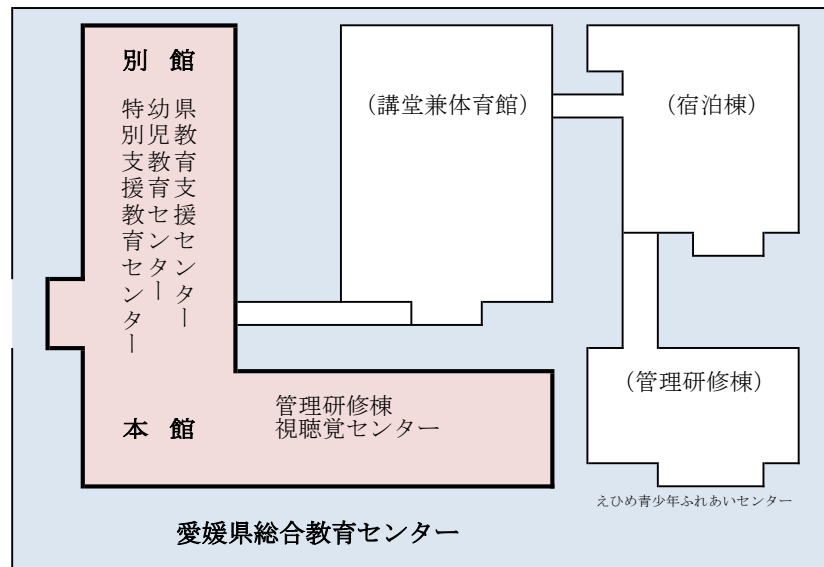 別 館
県教育支援センター
幼児教育センター
特別支援教育センター
(講堂兼体育館)
(宿泊棟)
(管理研修棟)
本 館
管理研修棟
視聴覚センター
えひめ青少年ふれあいセンター
愛媛県総合教育センター